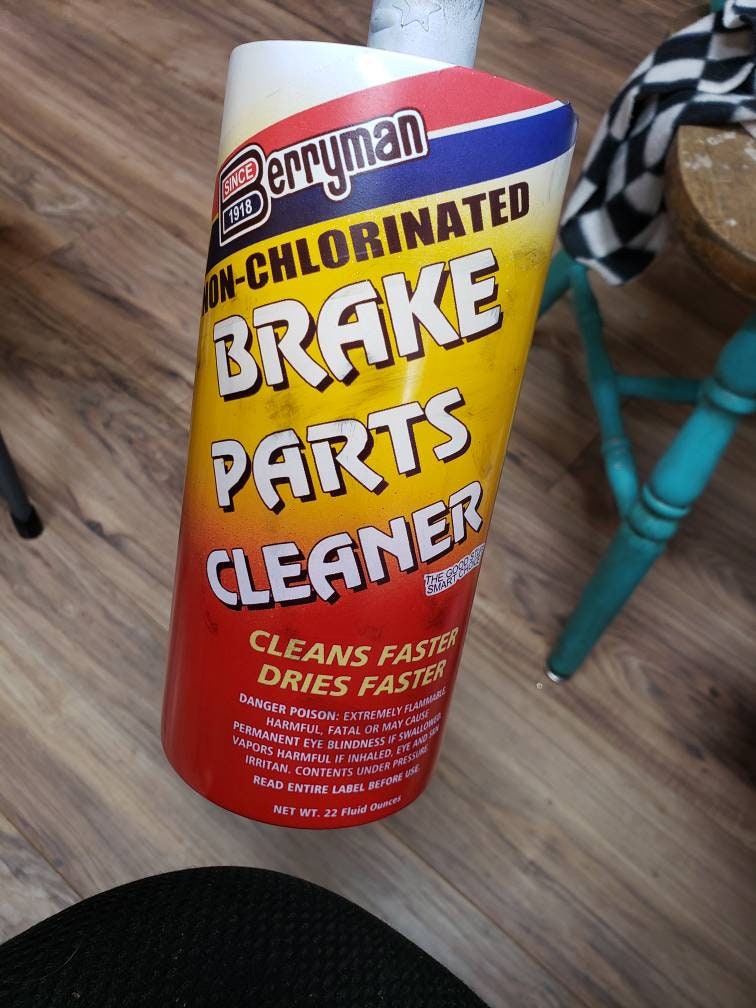 Berryman
SINCE
1918
NON-CHLORINATED
BRAKE
PARTS
CLEANER
THE GOOD
SMART CHOICE
CLEANS FASTER
DRIES FASTER
DANGER POISON: EXTREMELY FLAMMABLE.
HARMFUL, FATAL OR MAY CAUSE
PERMANENT EYE BLINDNESS IF SWALLOWED.
VAPORS HARMFUL IF INHALED. EYE AND SKIN
IRRITAN. CONTENTS UNDER PRESSURE.
READ ENTIRE LABEL BEFORE USE.
NET WT. 22 Fluid Ounces